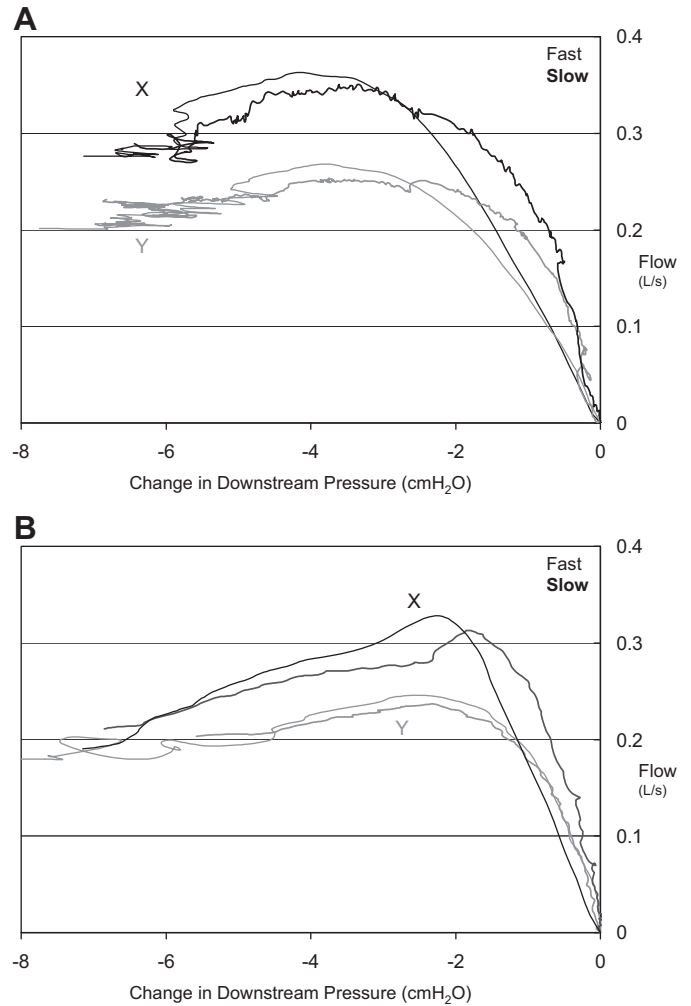 A
Fast
Slow
0.4
X
0.3
0.2
Y
Flow
(L/s)
0.1
0
-8 -6 -4 -2 0
Change in Downstream Pressure (cmH₂O)
B
Fast
Slow
0.4
X
0.3
Y
0.2
Flow
(L/s)
0.1
0
-8 -6 -4 -2 0
Change in Downstream Pressure (cmH₂O)